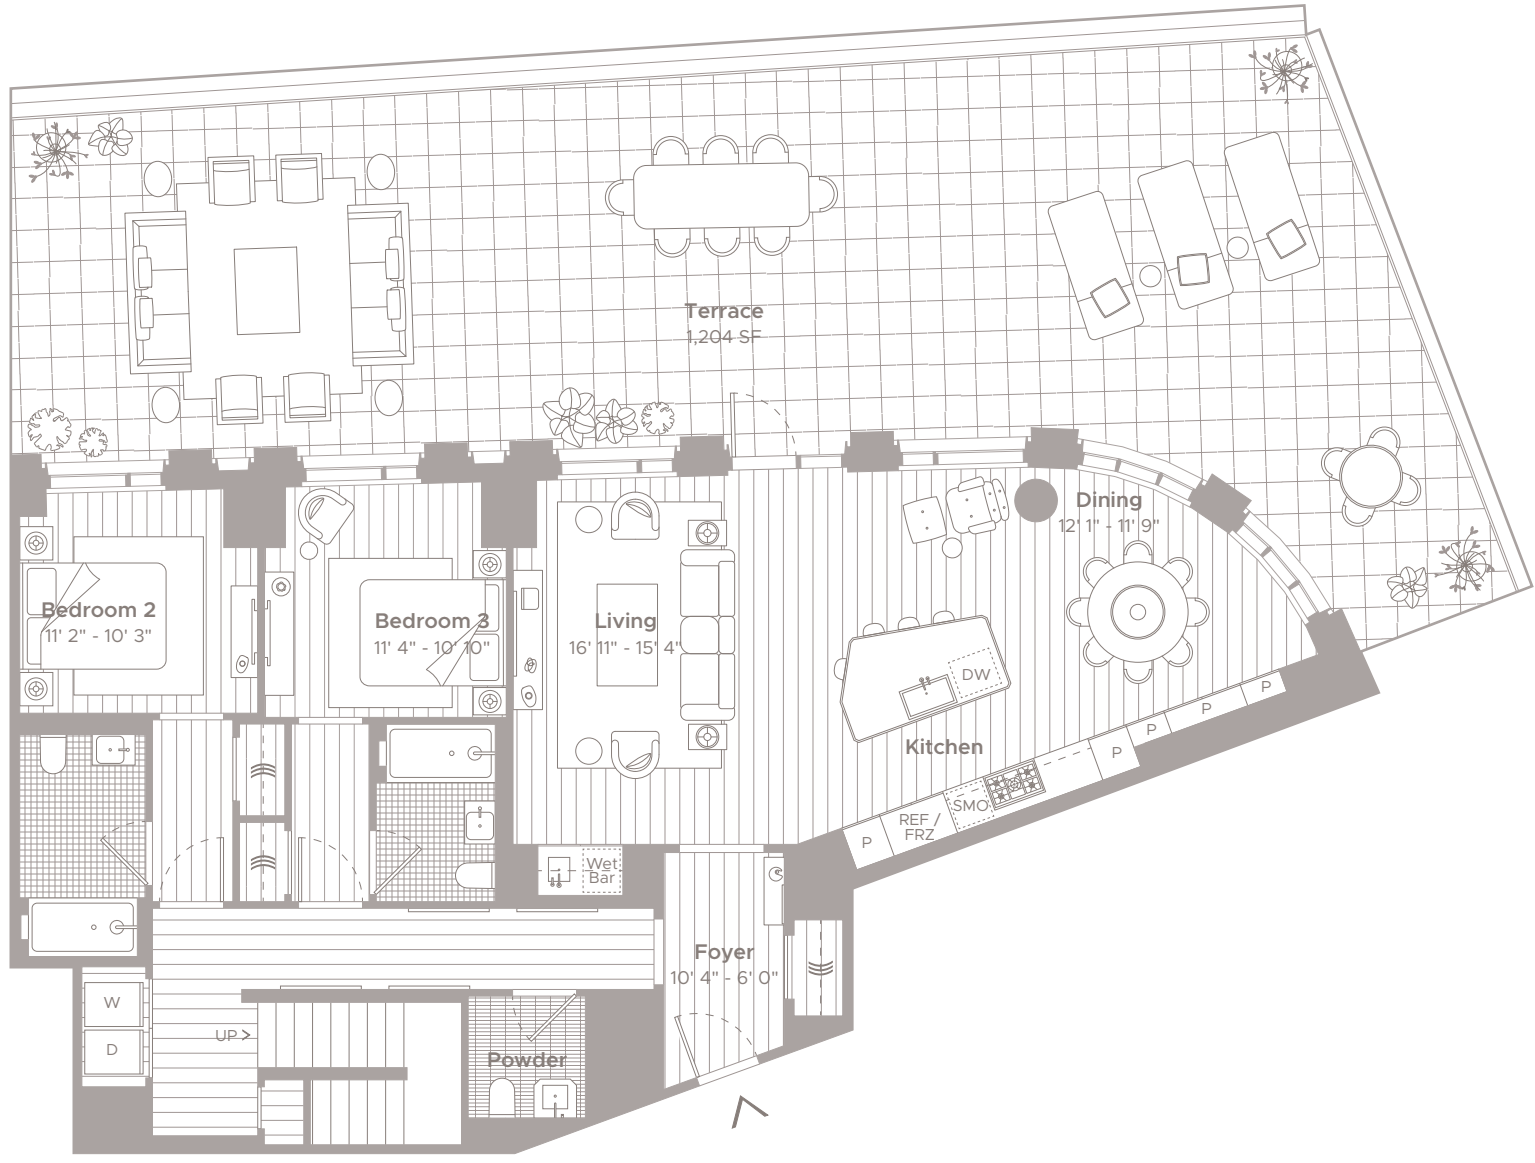 Terrace
1,204 SF
Dining
12' 1" - 11' 9"
Bedroom 2
11' 2" - 10' 3"
Bedroom 3
11' 4" - 10' 10"
Living
16' 11" - 15' 4"
DW
Kitchen
P
P
P
P
SMO
REF /
FRZ
P
Wet
Bar
Foyer
10' 4" - 6' 0"
W
D
UP >
Powder